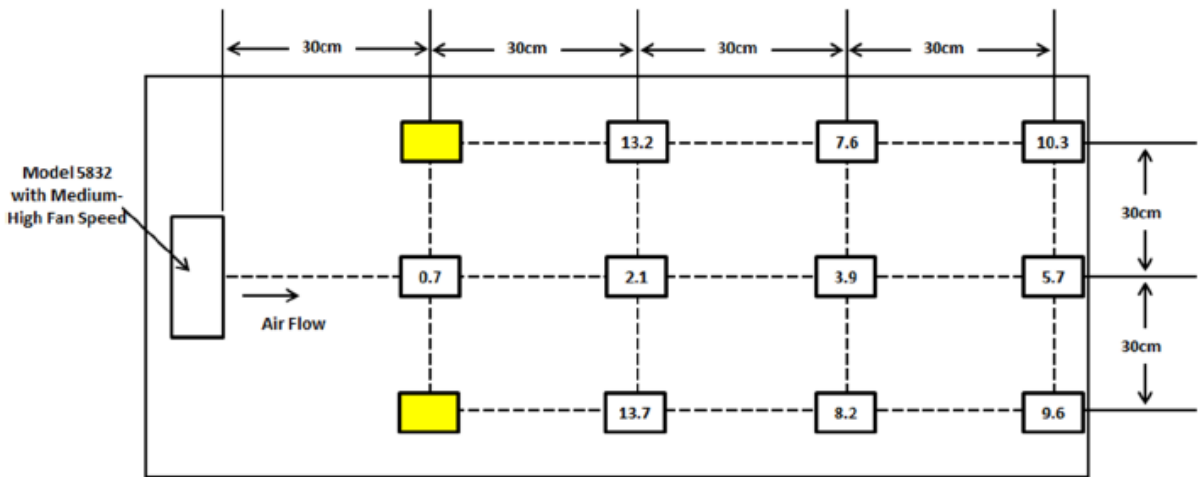 30cm
30cm
30cm
30cm
13.2
7.6
10.3
Model 5832
with Medium-
High Fan Speed
30cm
0.7
2.1
3.9
5.7
Air Flow
30cm
13.7
8.2
9.6